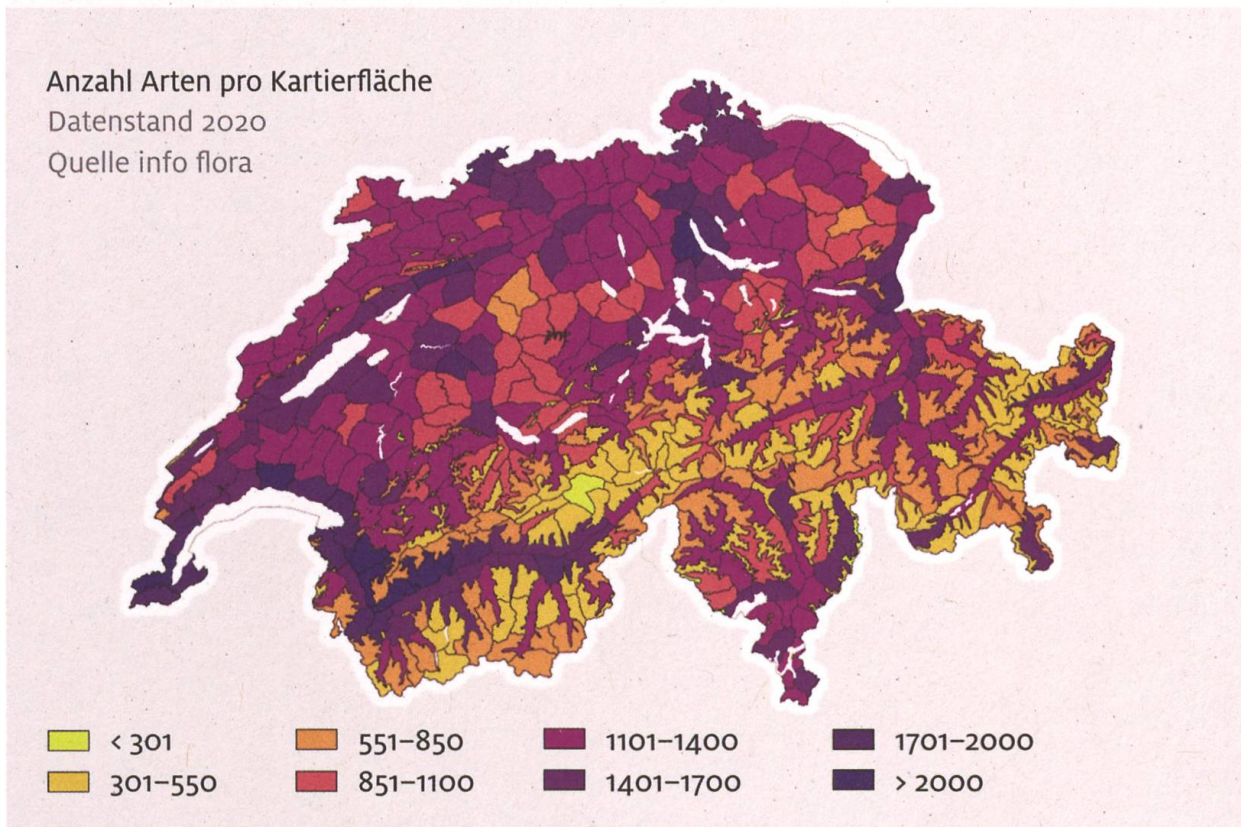 Anzahl Arten pro Kartierfläche
Datenstand 2020
Quelle info flora
< 301
551–850
1101–1400
1701–2000
301–550
851–1100
1401–1700
> 2000